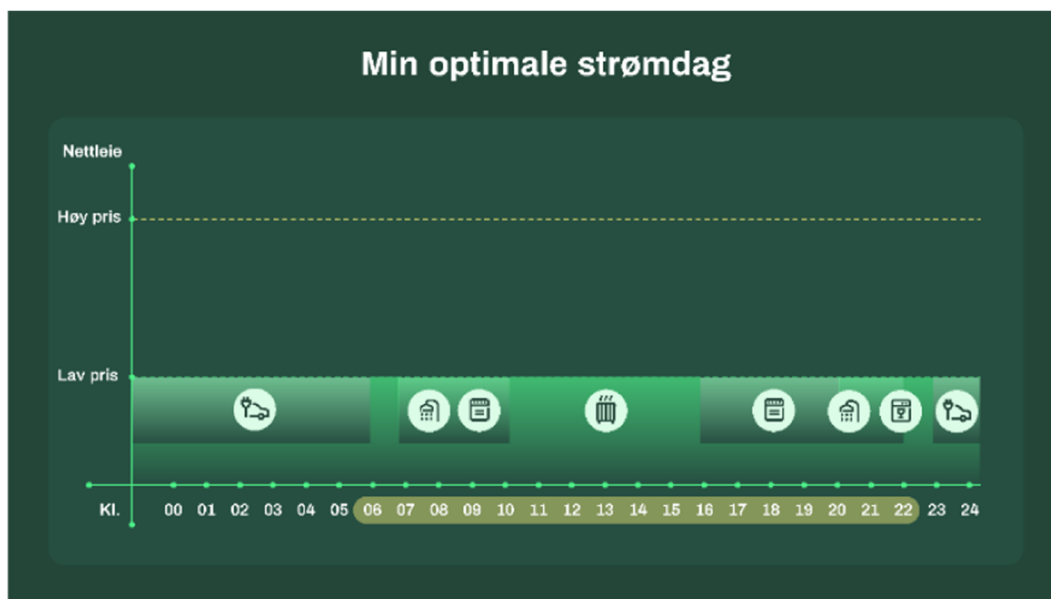 Min optimale strømdag
Nettleie
Høy pris
Lav pris
Kl. 00 01 02 03 04 05 06 07 08 09 10 11 12 13 14 15 16 17 18 19 20 21 22 23 24